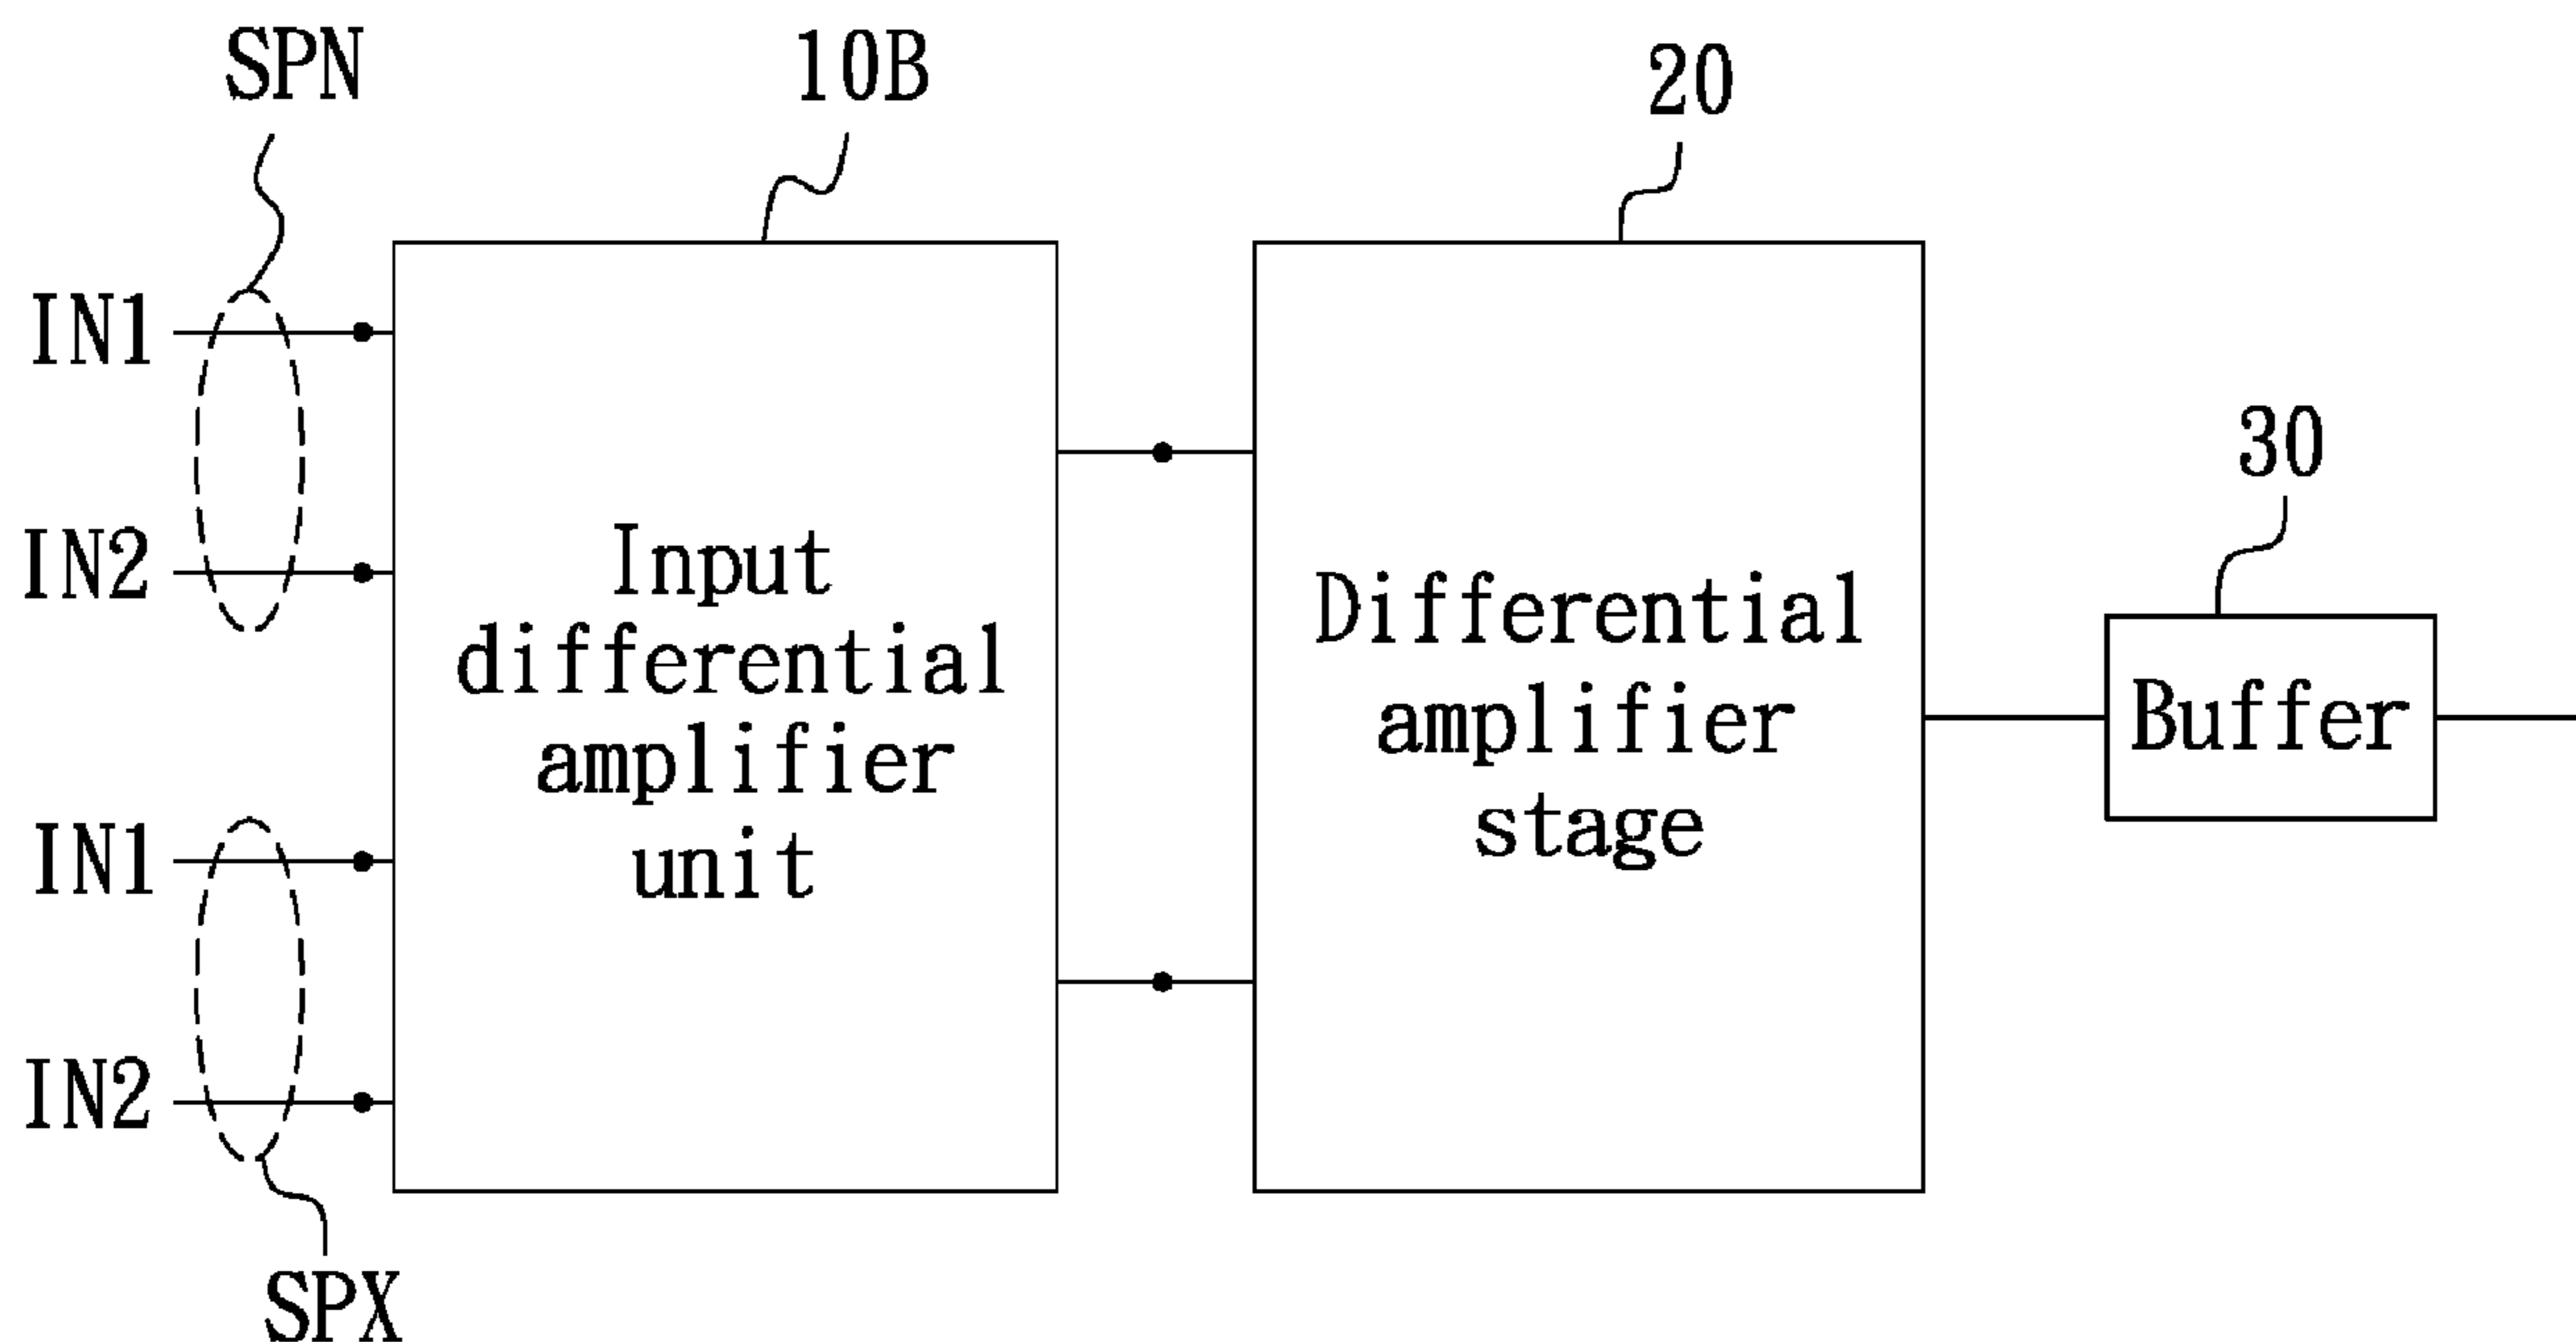 SPN
10B
20
IN1
IN2
IN1
IN2
SPX
Input
differential
amplifier
unit
Differential
amplifier
stage
30
Buffer